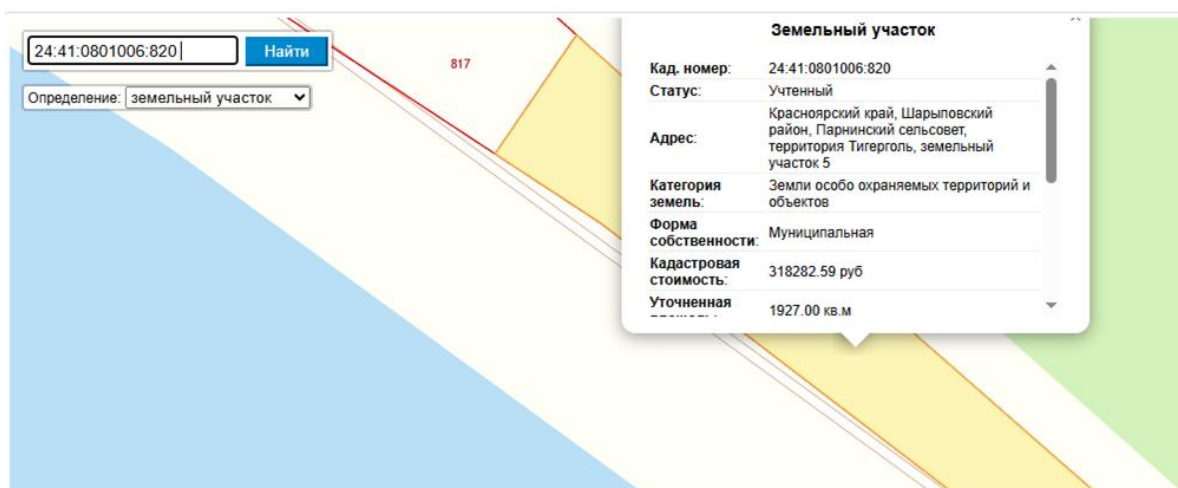 24:41:0801006:820
Найти
Определение: земельный участок
817
Земельный участок
Кад. номер: 24:41:0801006:820
Статус: Учтенный
Адрес: Красноярский край, Шарыповский
район, Парнинский сельсовет,
территория Тигерголь, земельный
участок 5
Категория
земель: Земли особо охраняемых территорий и
объектов
Форма
собственности: Муниципальная
Кадастровая
стоимость: 318282.59 руб
Уточненная
1927.00 кв.м